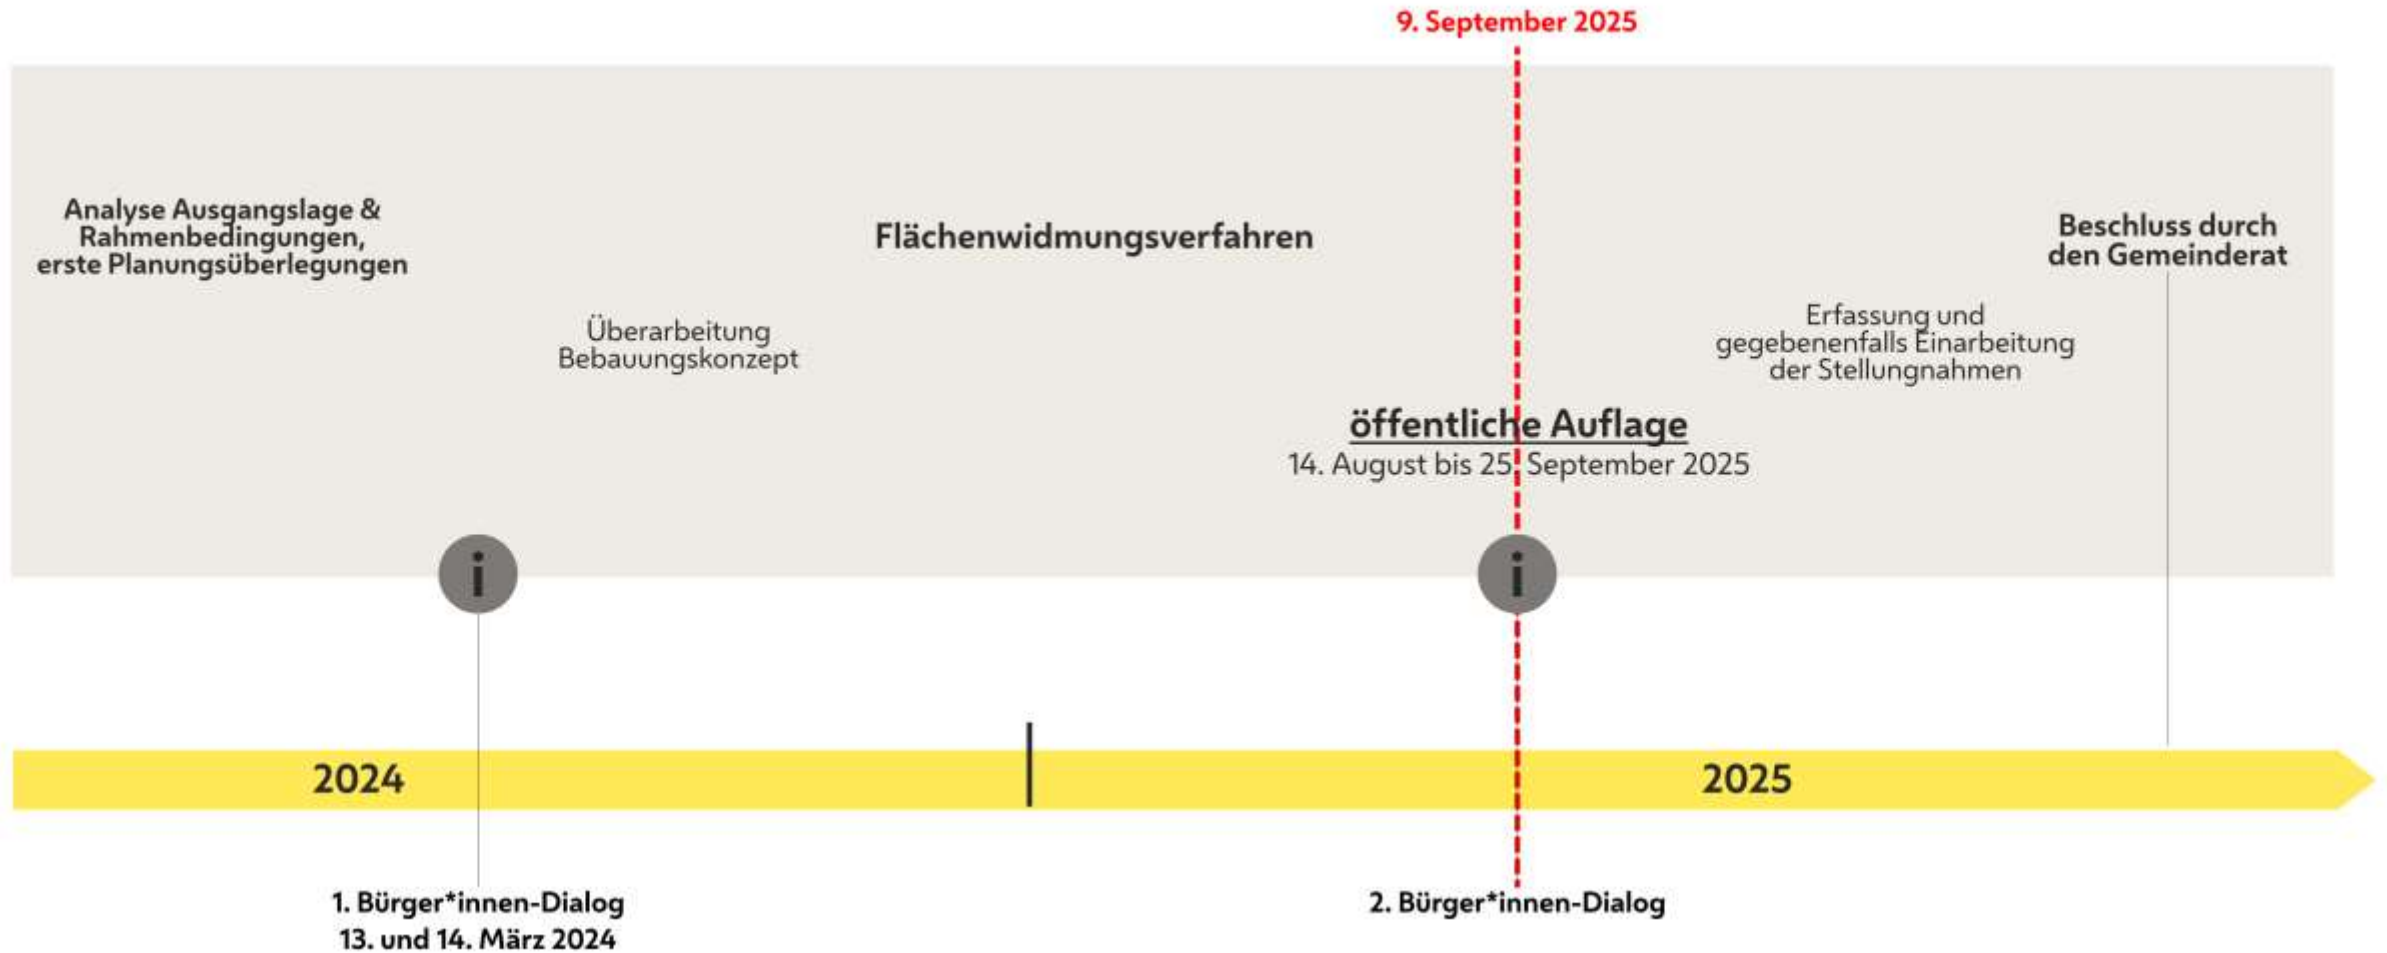 9. September 2025
Analyse Ausgangslage &
Rahmenbedingungen,
erste Planungsüberlegungen
Überarbeitung
Bebauungskonzept
Flächenwidmungsverfahren
öffentliche Auflage
14. August bis 25. September 2025
Erfassung und
gegebenenfalls Einarbeitung
der Stellungnahmen
Beschluss durch
den Gemeinderat
i
i
2024
2025
1. Bürger*innen-Dialog
13. und 14. März 2024
2. Bürger*innen-Dialog